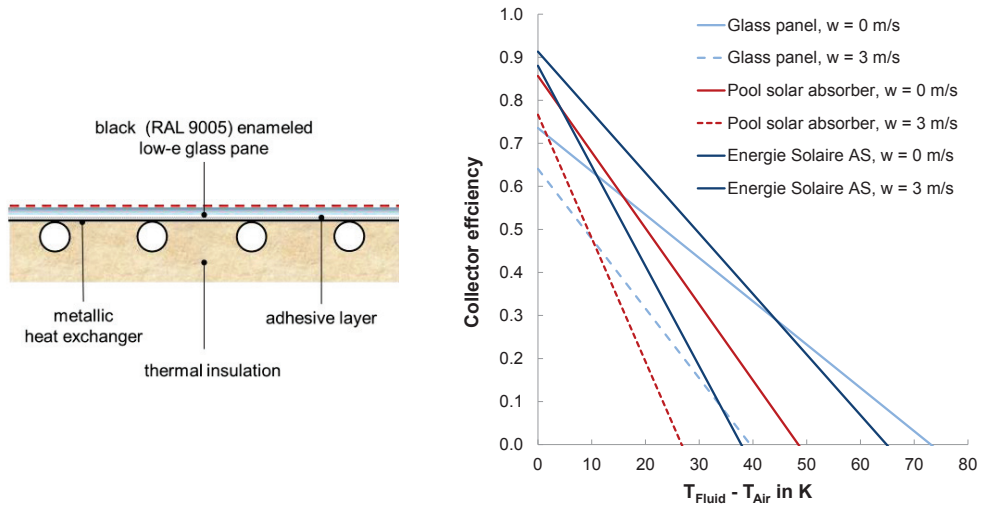 black (RAL 9005) enameled
low-e glass pane
metallic
heat exchanger
adhesive layer
thermal insulation
Collector effciency
1.0
0.9
0.8
0.7
0.6
0.5
0.4
0.3
0.2
0.1
0.0
Glass panel, w = 0 m/s
Glass panel, w = 3 m/s
Pool solar absorber, w = 0 m/s
Pool solar absorber, w = 3 m/s
Energie Solaire AS, w = 0 m/s
Energie Solaire AS, w = 3 m/s
0 10 20 30 40 50 60 70 80
T_Fluid - T_Air in K